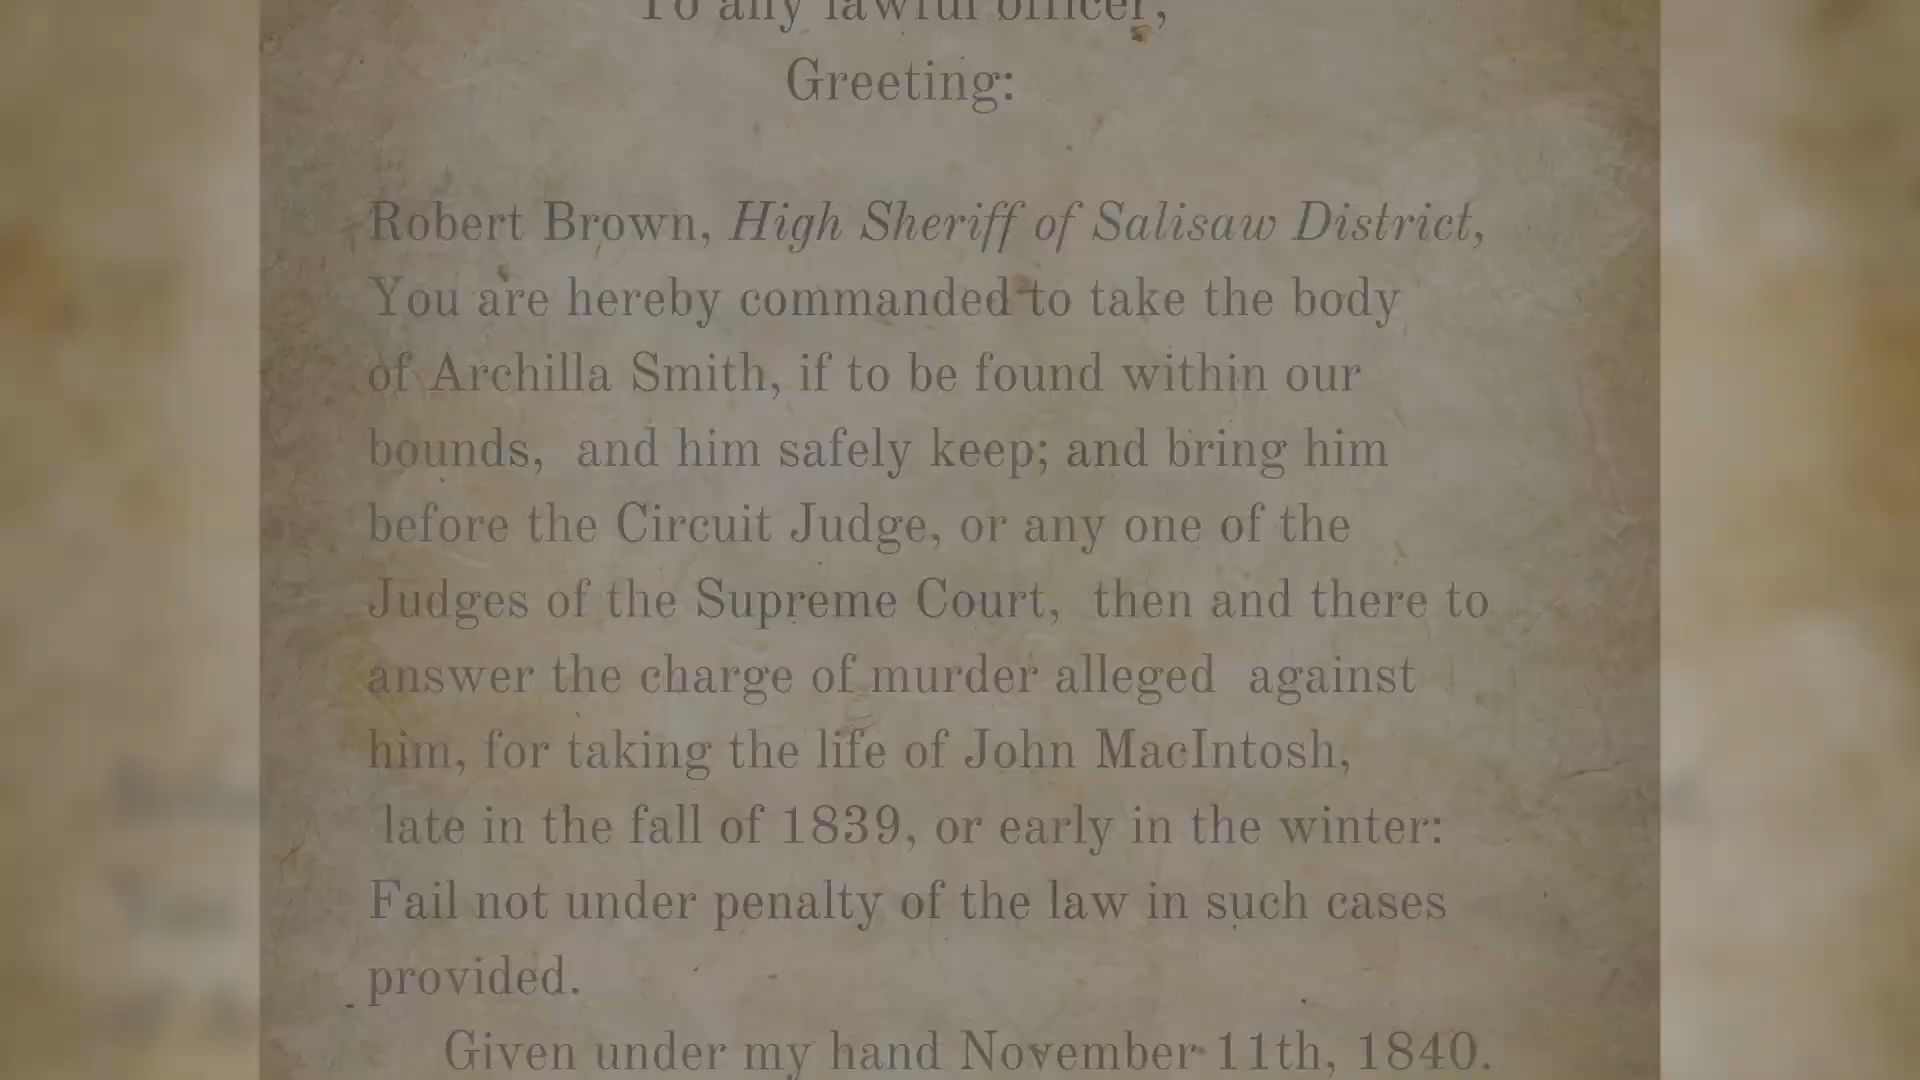 To any lawful officer,
Greeting:
Robert Brown, High Sheriff of Salisaw District,
You are hereby commanded to take the body
of Archilla Smith, if to be found within our
bounds, and him safely keep; and bring him
before the Circuit Judge, or any one of the
Judges of the Supreme Court, then and there to
answer the charge of murder alleged against
him, for taking the life of John MacIntosh,
late in the fall of 1839, or early in the winter:
Fail not under penalty of the law in such cases
provided.
Given under my hand November 11th, 1840.